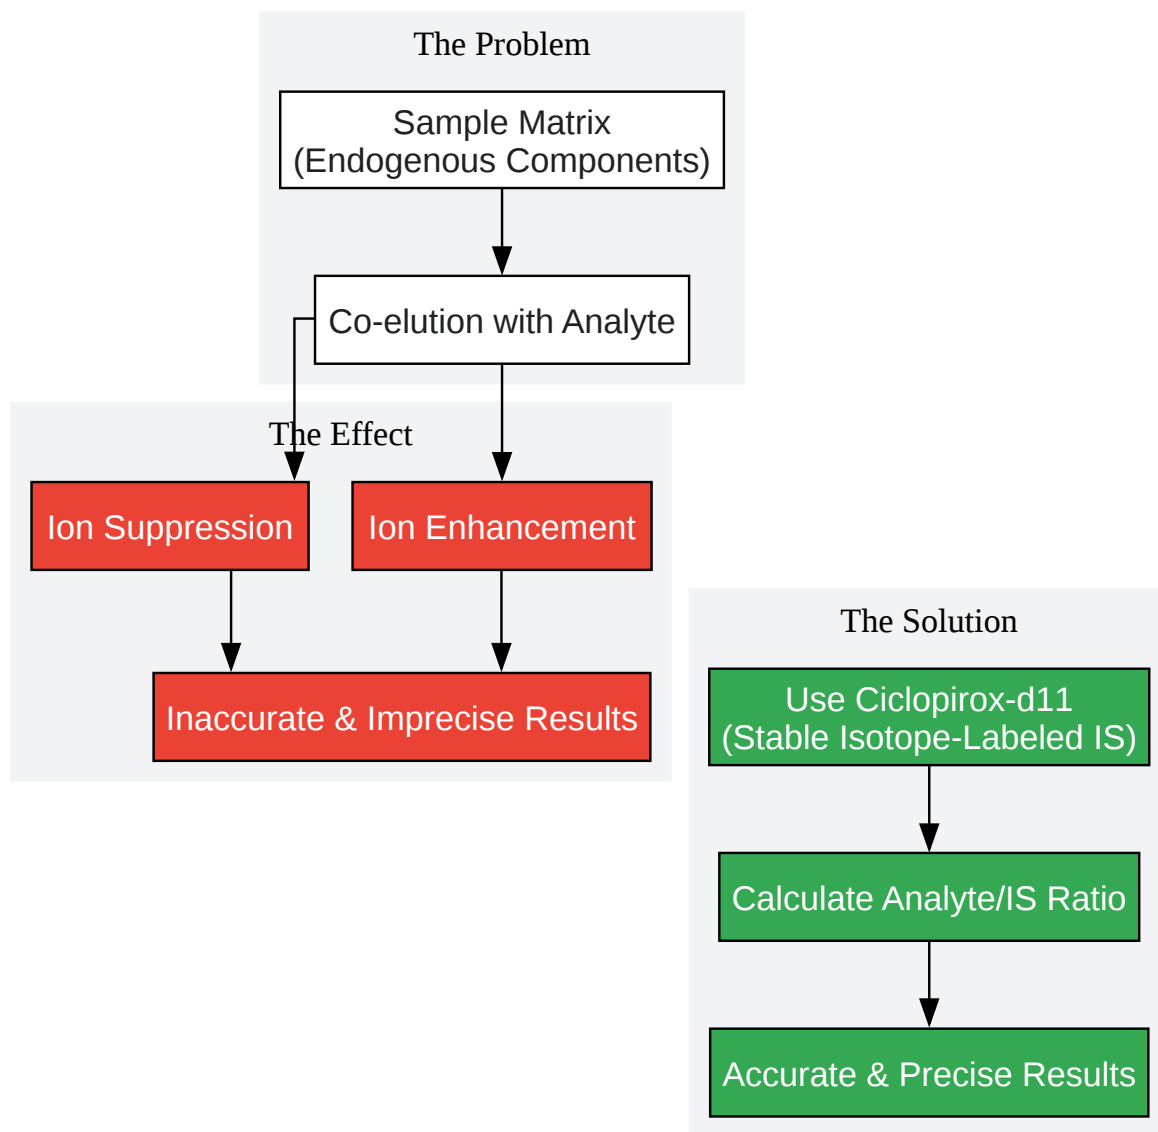 The Problem
Sample Matrix
(Endogenous Components)
Co-elution with Analyte
The Effect
Ion Suppression
Ion Enhancement
Inaccurate & Imprecise Results
The Solution
Use Ciclopirox-d11
(Stable Isotope-Labeled IS)
Calculate Analyte/IS Ratio
Accurate & Precise Results